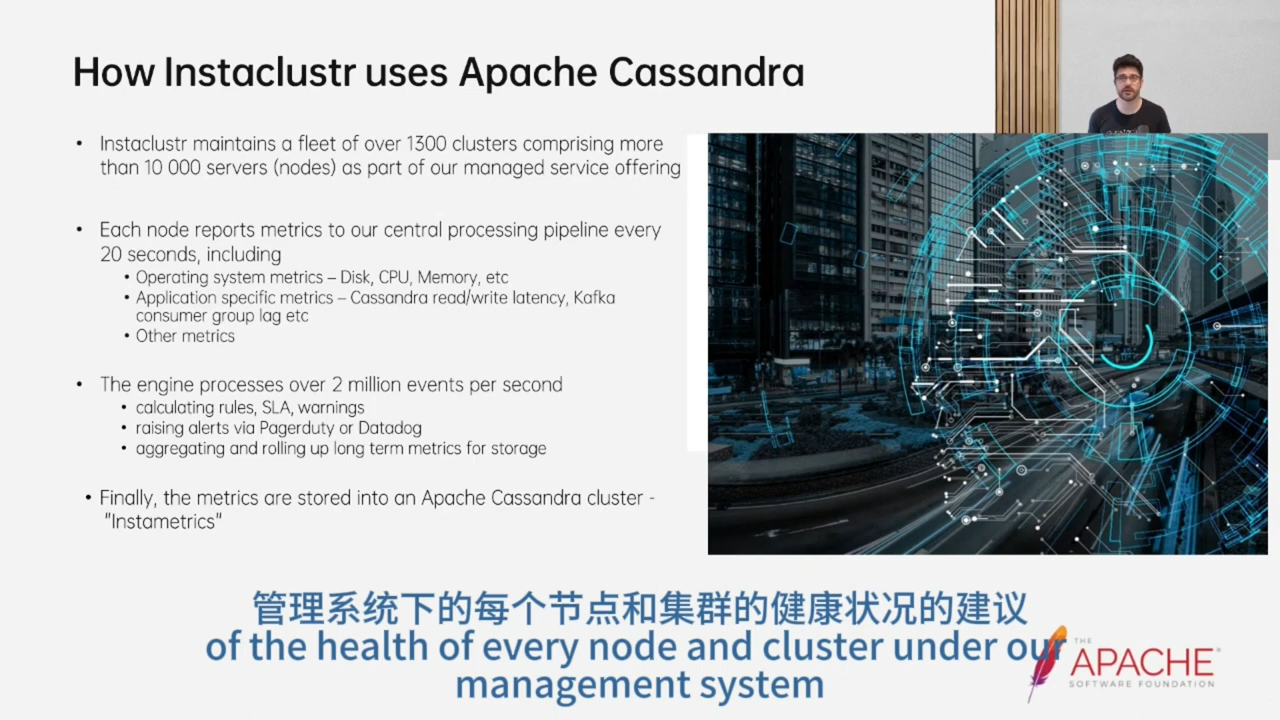 How Instaclustr uses Apache Cassandra
• Instaclustr maintains a fleet of over 1300 clusters comprising more
than 10 000 servers (nodes) as part of our managed service offering
• Each node reports metrics to our central processing pipeline every
20 seconds, including
• Operating system metrics – Disk, CPU, Memory, etc
• Application specific metrics – Cassandra read/write latency, Kafka
consumer group lag etc
• Other metrics
• The engine processes over 2 million events per second
• calculating rules, SLA, warnings
• raising alerts via Pagerduty or Datadog
• aggregating and rolling up long term metrics for storage
• Finally, the metrics are stored into an Apache Cassandra cluster -
"Instametrics"
管理系统下的每个节点和集群的健康状况的建议
of the health of every node and cluster under our
management system
THE
APACHE
SOFTWARE FOUNDATION